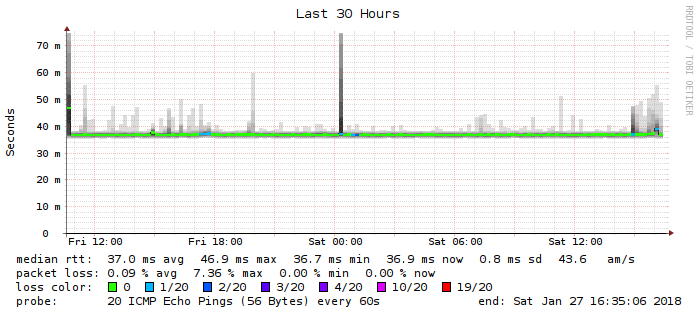 Last 30 Hours
RRDTOOL / TOBI OETIKER
Seconds
70 m
60 m
50 m
40 m
30 m
20 m
10 m
0
Fri 12:00 Fri 18:00 Sat 00:00 Sat 06:00 Sat 12:00
median rtt: 37.0 ms avg 46.9 ms max 36.7 ms min 36.9 ms now 0.8 ms sd 43.6 am/s
packet loss: 0.09 % avg 7.36 % max 0.00 % min 0.00 % now
loss color: 0 1/20 2/20 3/20 4/20 10/20 19/20
probe: 20 ICMP Echo Pings (56 Bytes) every 60s end: Sat Jan 27 16:35:06 2018